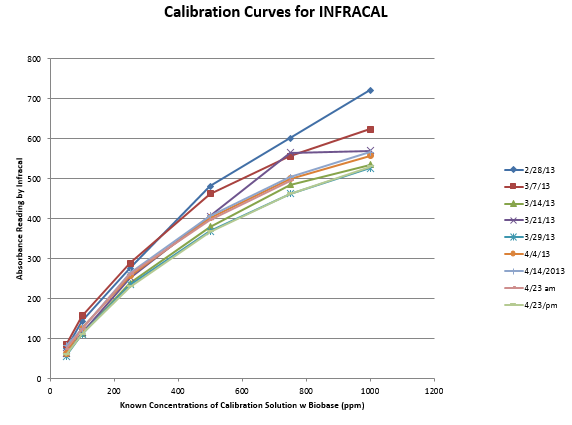 Calibration Curves for INFRACAL
800
700
600
500
400
300
200
100
0
Absorbance Reading by Infracal
0 200 400 600 800 1000 1200
Known Concentrations of Calibration Solution w Biobase (ppm)
2/28/13
3/7/13
3/14/13
3/21/13
3/29/13
4/4/13
4/14/2013
4/23 am
4/23/pm